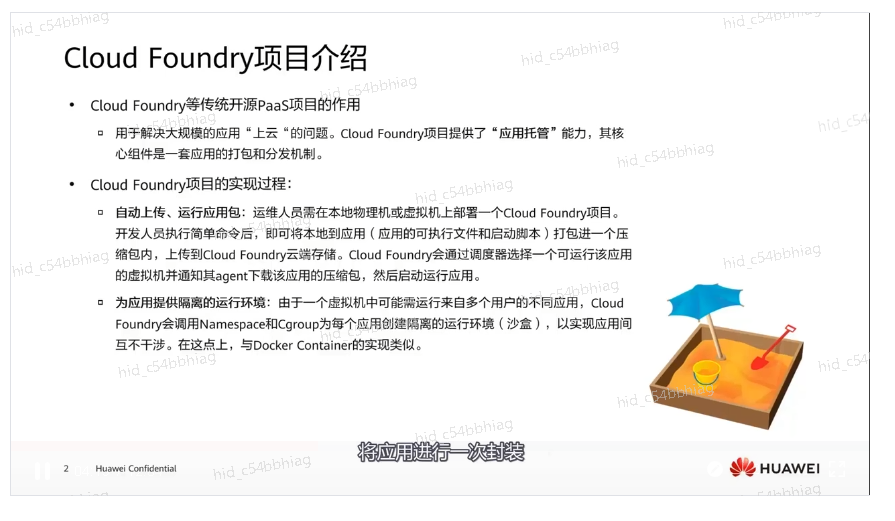 Cloud Foundry项目介绍
• Cloud Foundry等传统开源PaaS项目的作用
▫ 用于解决大规模的应用“上云“的问题。Cloud Foundry项目提供了“应用托管”能力，其核
心组件是一套应用的打包和分发机制。
• Cloud Foundry项目的实现过程：
▫ 自动上传、运行应用包：运维人员需在本地物理机或虚拟机上部署一个Cloud Foundry项目。
开发人员执行简单命令后，即可将本地到应用（应用的可执行文件和启动脚本）打包进一个压
缩包内，上传到Cloud Foundry云端存储。Cloud Foundry会通过调度器选择一个可运行该应用
的虚拟机并通知其agent下载该应用的压缩包，然后启动运行应用。
▫ 为应用提供隔离的运行环境：由于一个虚拟机中可能需运行来自多个用户的不同应用，Cloud
Foundry会调用Namespace和Cgroup为每个应用创建隔离的运行环境（沙盒），以实现应用间
互不干涉。在这点上，与Docker Container的实现类似。
将应用进行一次封装
2 Huawei Confidential
HUAWEI
hid_c54bbhiag